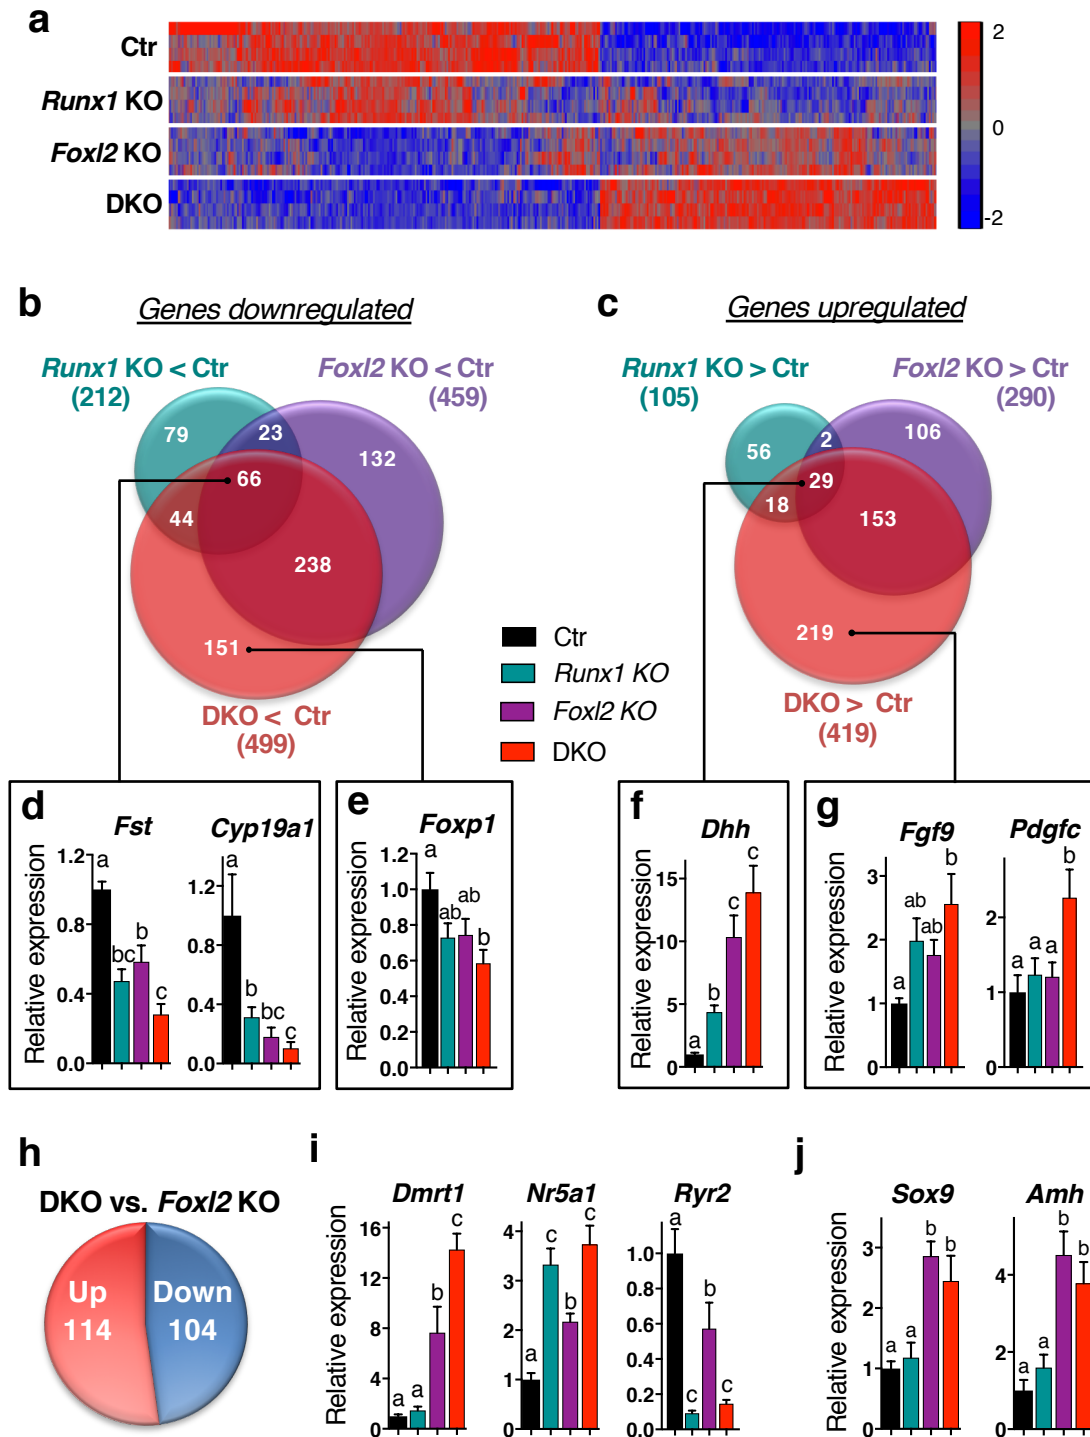 a
Ctr
Runx1 KO
Foxl2 KO
DKO
2
0
-2
b
Genes downregulated
Runx1 KO < Ctr
(212)
Foxl2 KO < Ctr
(459)
79
23
132
66
44
238
151
DKO < Ctr
(499)
c
Genes upregulated
Runx1 KO > Ctr
(105)
Foxl2 KO > Ctr
(290)
56
2
106
29
18
153
219
DKO > Ctr
(419)
Ctr
Runx1 KO
Foxl2 KO
DKO
d
Fst
Relative expression
1.2
0.8
0.4
0.0
a
bc
b
c
Cyp19a1
1.2
0.8
0.4
0.0
a
b
bc
c
e
Foxp1
Relative expression
1.2
1.0
0.8
0.6
0.4
0.2
0.0
a
ab
ab
b
f
Dhh
Relative expression
15
10
5
0
a
b
c
c
g
Fgf9
Relative expression
3
2
1
0
a
ab
ab
b
Pdgfc
2
1
0
a
a
a
b
h
DKO vs. Foxl2 KO
Up
114
Down
104
i
Dmrt1
Relative expression
16
12
8
4
0
a
a
b
c
Nr5a1
4
3
2
1
0
a
c
b
c
Ryr2
1.0
0.8
0.6
0.4
0.2
0.0
a
c
b
c
j
Sox9
Relative expression
3
2
1
0
a
a
b
b
Amh
4
2
0
a
a
b
b